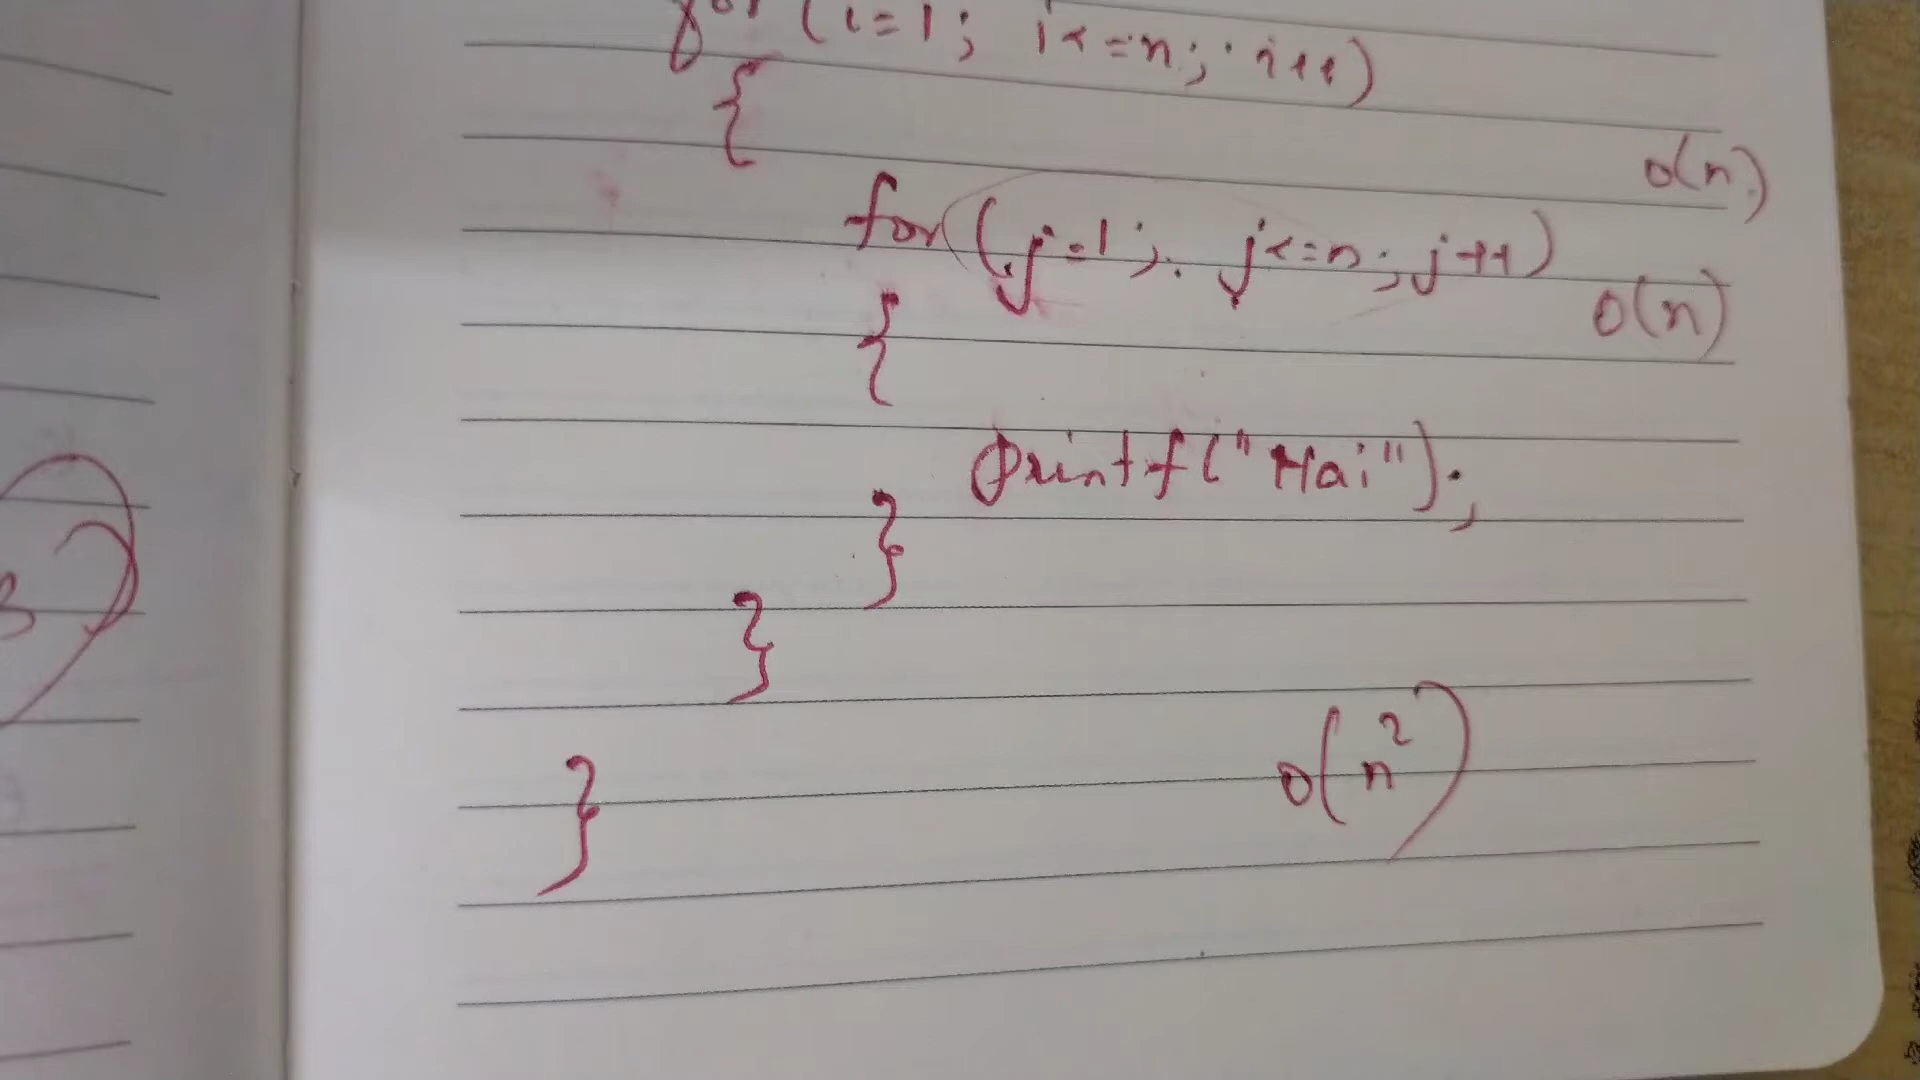 for (i=1; i<=n; i++)
{
o(n)
for (j=1; j<=n; j++)
o(n)
{
printf("Hai");
}
}
o(n²)
}